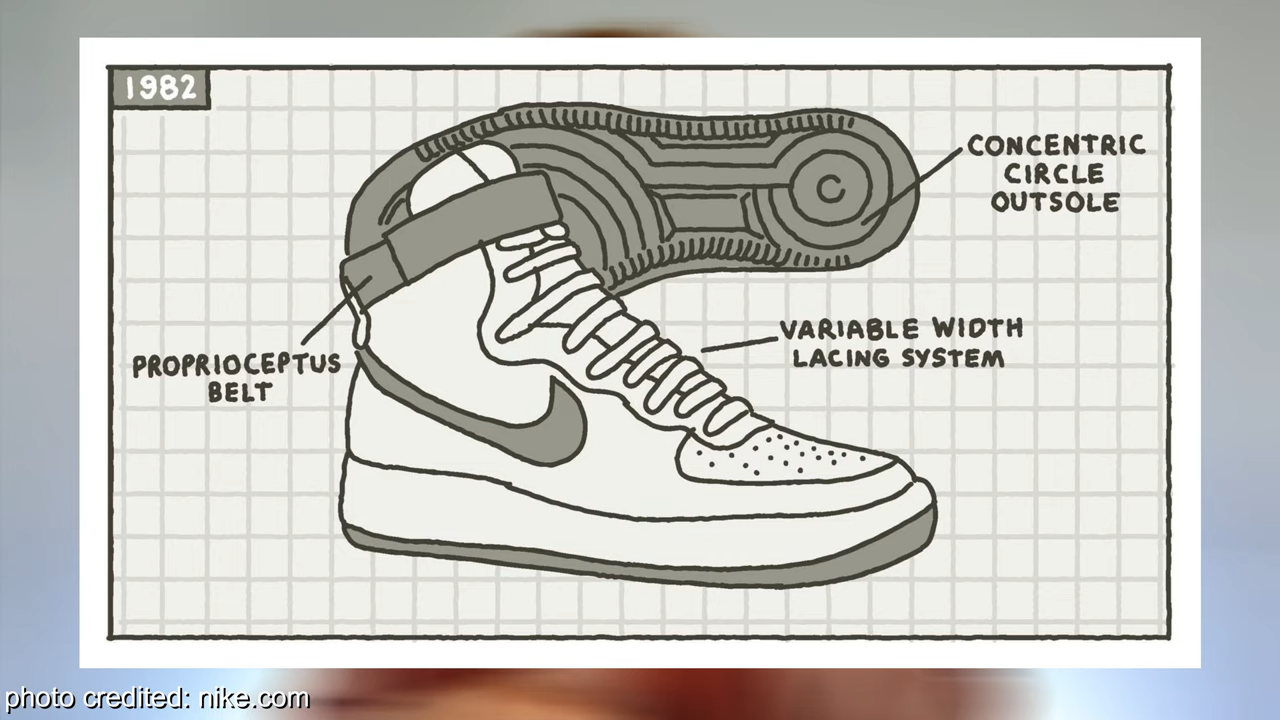 1982
CONCENTRIC
CIRCLE
OUTSOLE
VARIABLE WIDTH
LACING SYSTEM
PROPRIOCEPTUS
BELT
photo credited: nike.com